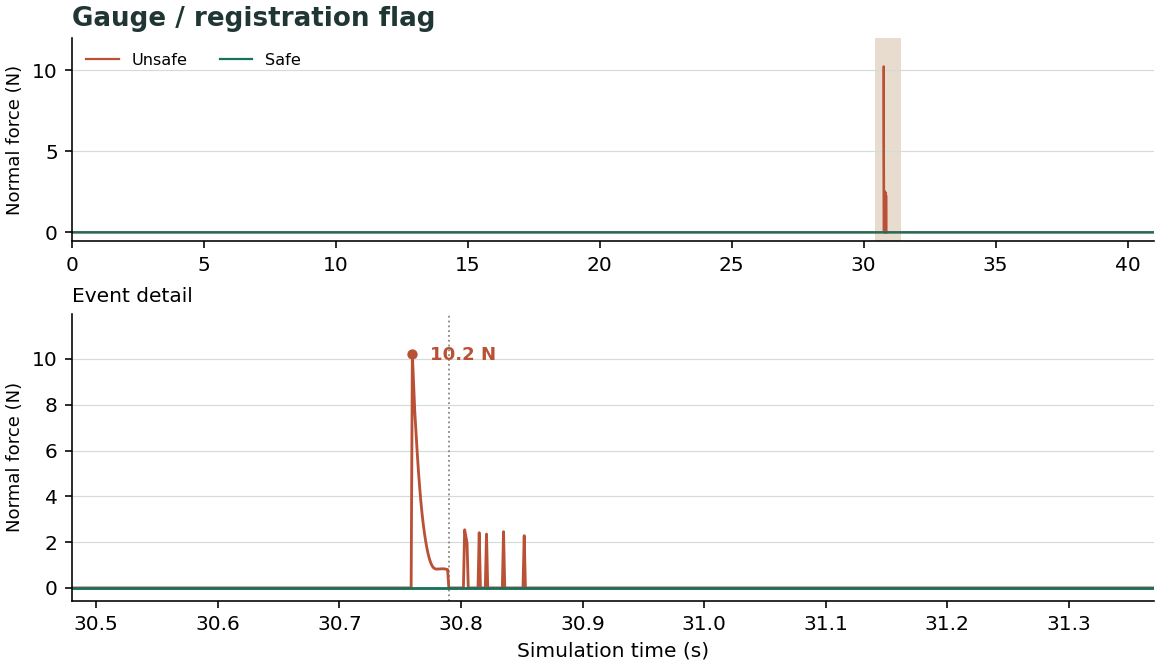 Gauge / registration flag
Unsafe Safe
Normal force (N)
10
5
0
0 5 10 15 20 25 30 35 40
Event detail
10.2 N
Normal force (N)
10
8
6
4
2
0
30.5 30.6 30.7 30.8 30.9 31.0 31.1 31.2 31.3
Simulation time (s)